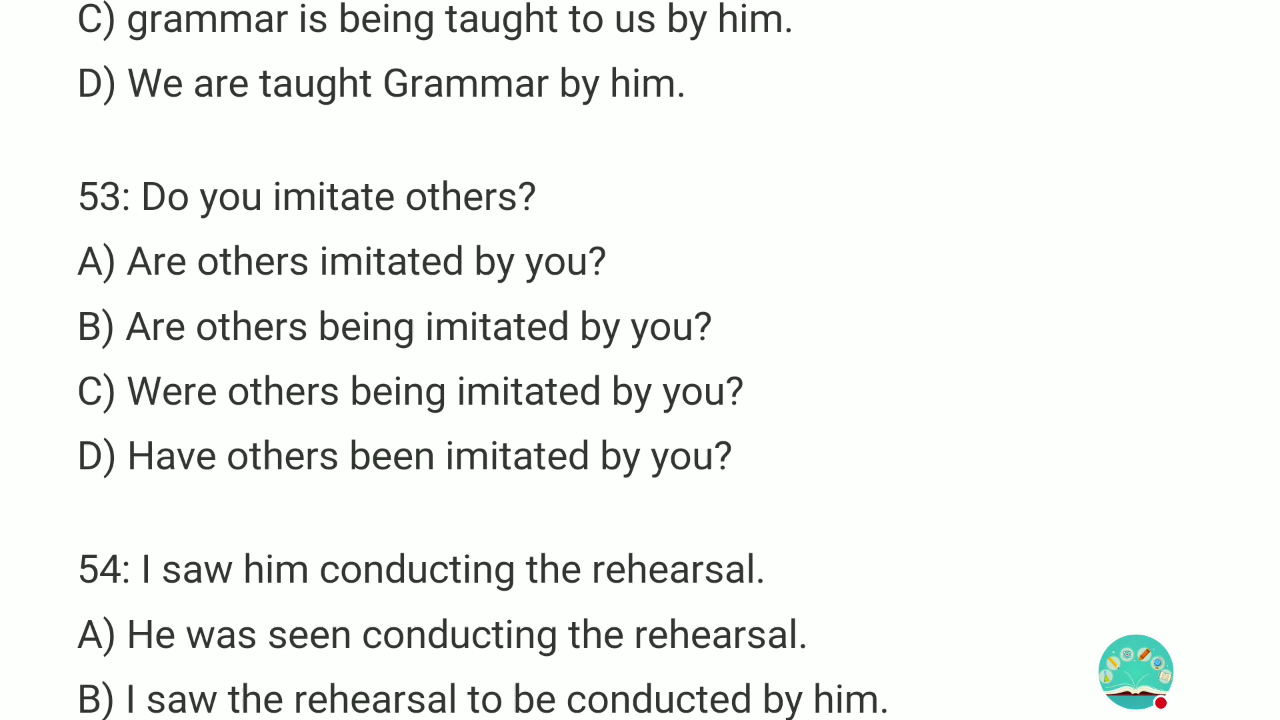 C) grammar is being taught to us by him.
D) We are taught Grammar by him.
53: Do you imitate others?
A) Are others imitated by you?
B) Are others being imitated by you?
C) Were others being imitated by you?
D) Have others been imitated by you?
54: I saw him conducting the rehearsal.
A) He was seen conducting the rehearsal.
B) I saw the rehearsal to be conducted by him.